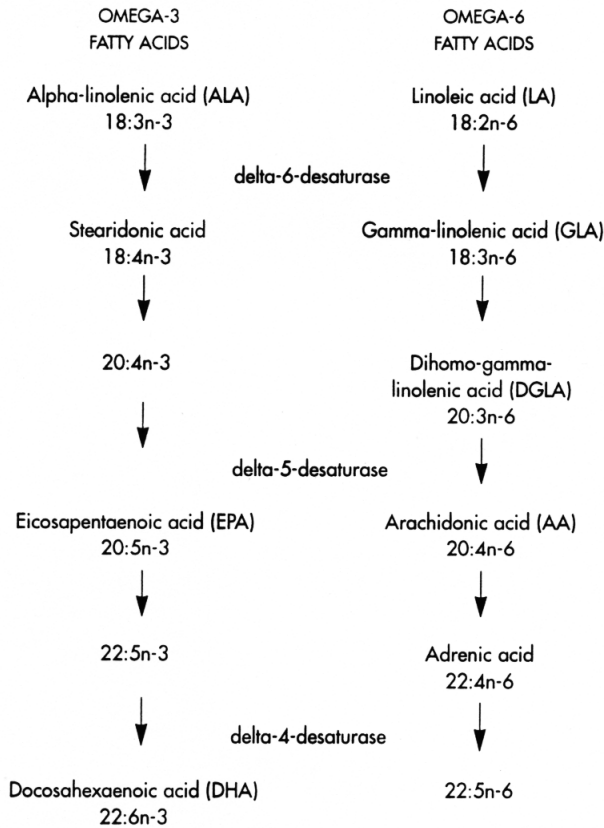 OMEGA-3
FATTY ACIDS
OMEGA-6
FATTY ACIDS
Alpha-linolenic acid (ALA)
18:3n-3
Linoleic acid (LA)
18:2n-6
delta-6-desaturase
Stearidonic acid
18:4n-3
Gamma-linolenic acid (GLA)
18:3n-6
20:4n-3
Dihomo-gamma-
linolenic acid (DGLA)
20:3n-6
delta-5-desaturase
Eicosapentaenoic acid (EPA)
20:5n-3
Arachidonic acid (AA)
20:4n-6
22:5n-3
Adrenic acid
22:4n-6
delta-4-desaturase
Docosahexaenoic acid (DHA)
22:6n-3
22:5n-6